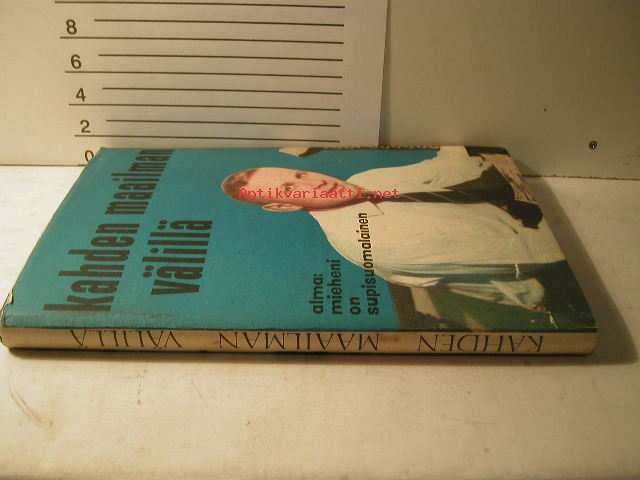 8
6
4
2
0
kahden maailman
välillä
Antikvariaatti.net
alma:
mieheni
on
supisuomalainen
KAHDEN MAAILMAN VÄLILLÄ